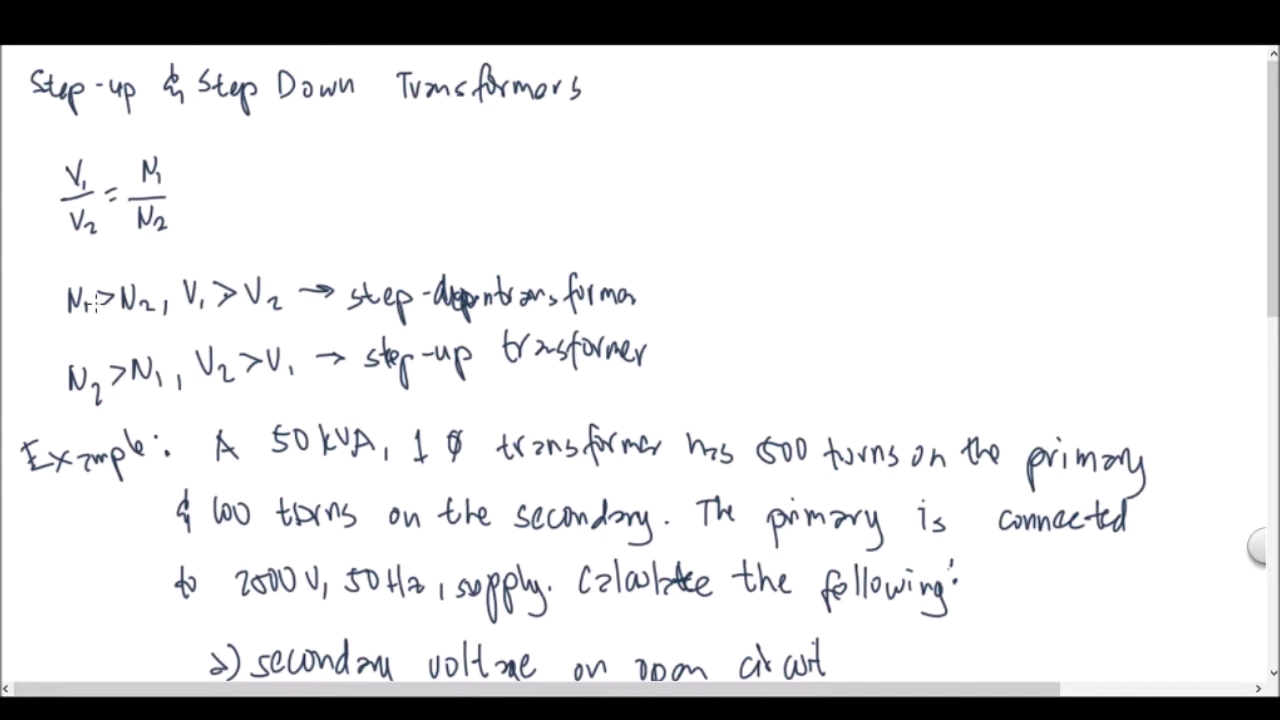 Step-up & Step Down Transformers
V₁/V₂ = N₁/N₂
N₁>N₂, V₁>V₂ → step-down transformer
N₂>N₁, V₂>V₁ → step-up transformer
Example: A 50 kVA, 1 φ transformer has 500 turns on the primary
& 100 turns on the secondary. The primary is connected
to 2500 V, 50 Hz, supply. Calculate the following:
a) secondary voltage on open circuit